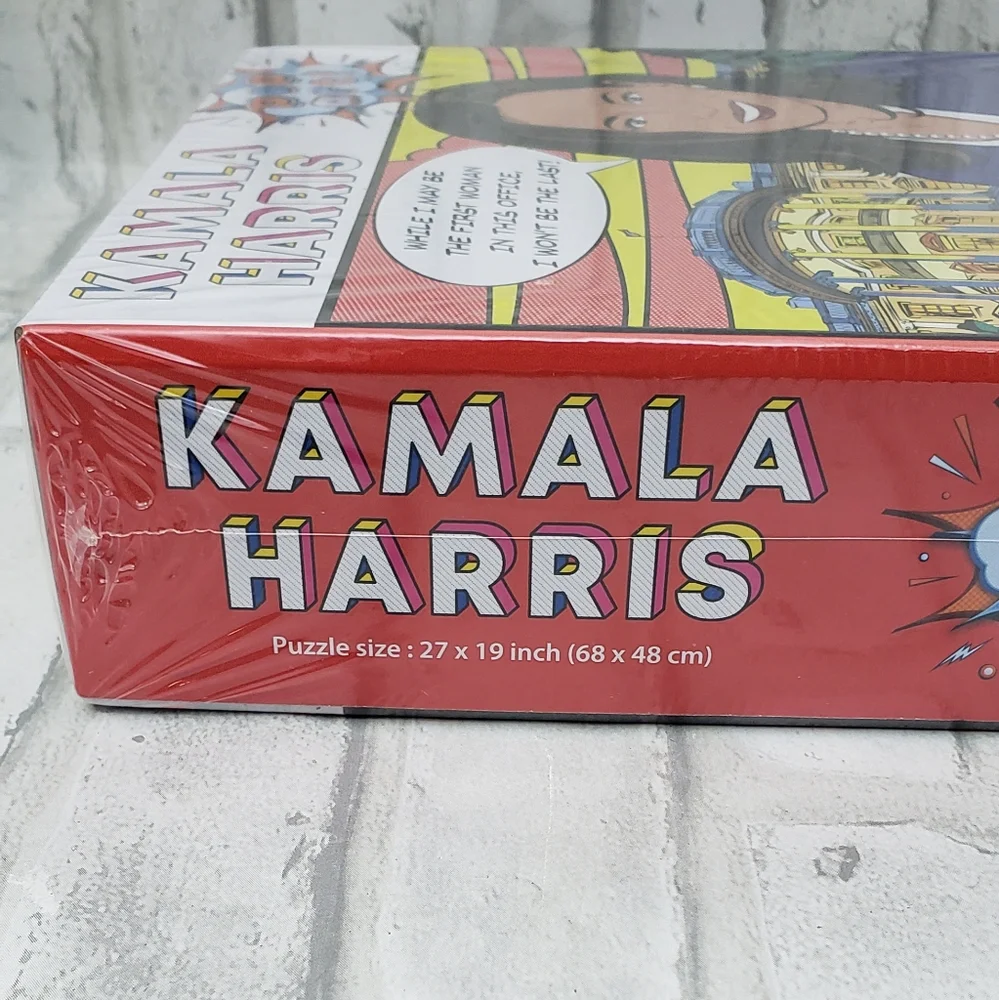 KAMALA
HARRIS
WHILE I MAY BE
THE FIRST WOMAN
IN THIS OFFICE,
I WON'T BE THE LAST!
KAMALA
HARRIS
Puzzle size : 27 x 19 inch (68 x 48 cm)